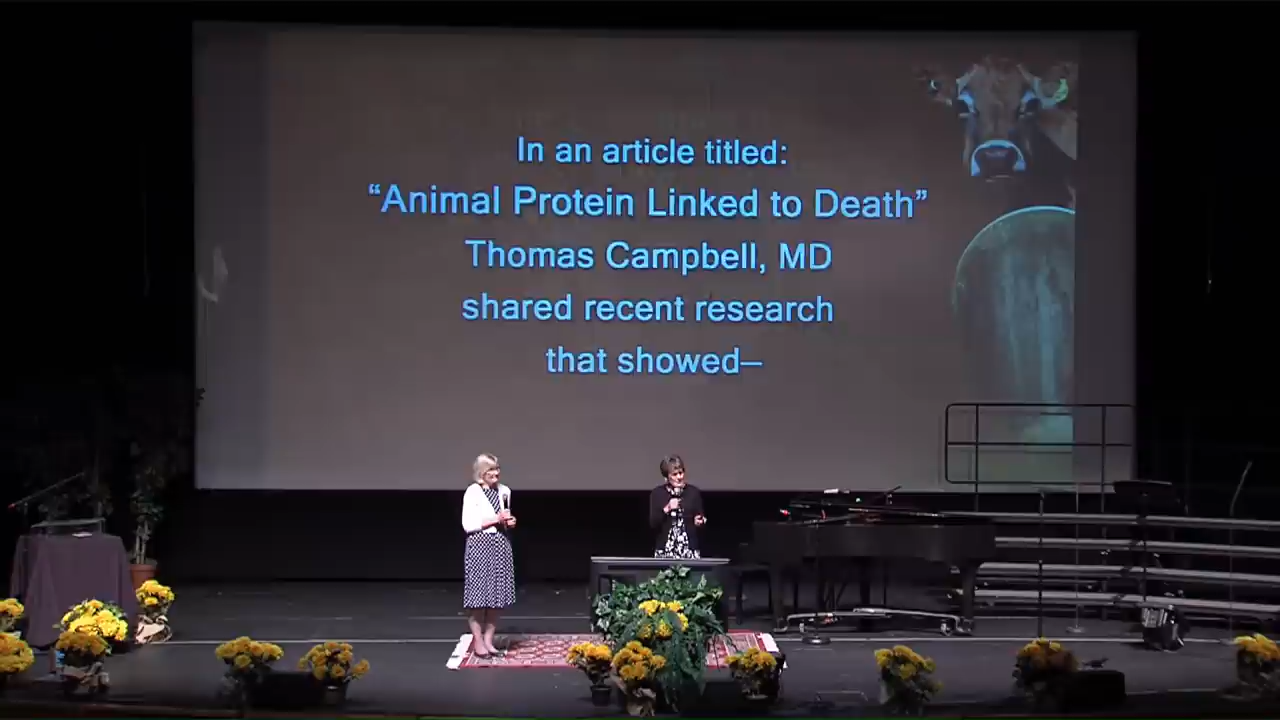 In an article titled:
“Animal Protein Linked to Death”
Thomas Campbell, MD
shared recent research
that showed—